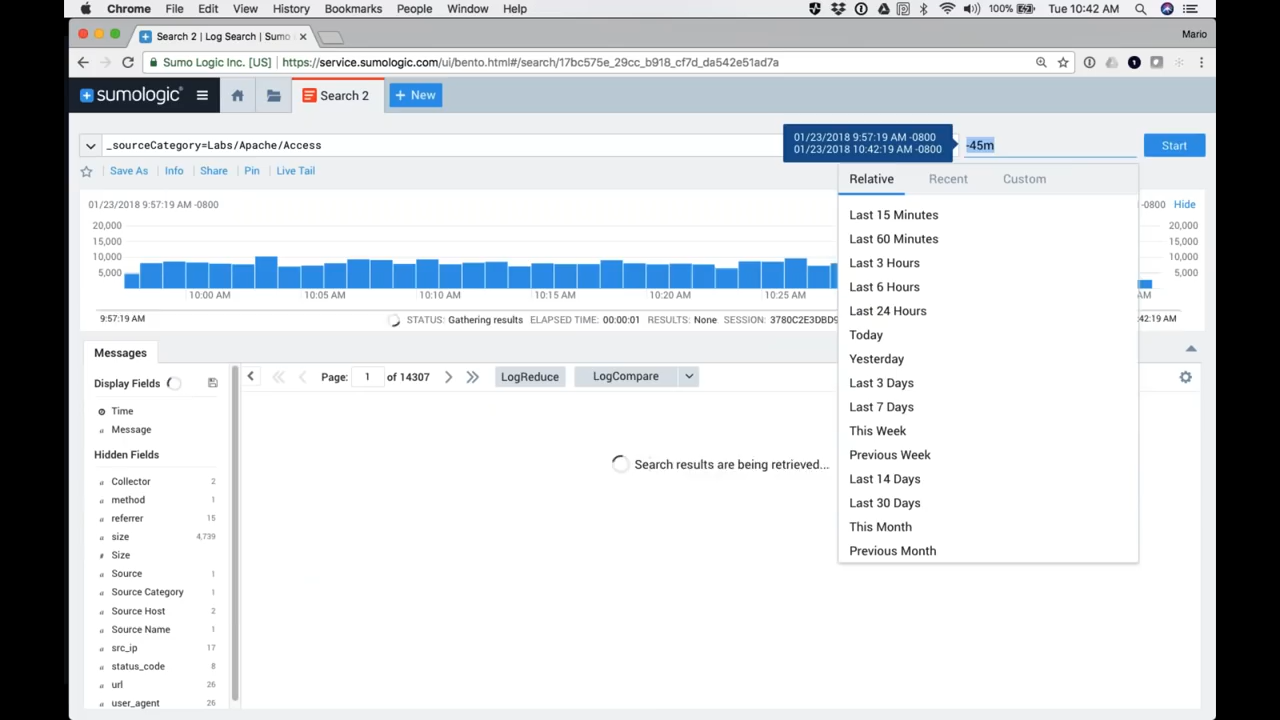 Chrome File Edit View History Bookmarks People Window Help 100% Tue 10:42 AM
Search 2 | Log Search | Sumo Mario
Sumo Logic Inc. [US] https://service.sumologic.com/ui/bento.html#/search/17bc575e_29cc_b918_cf7d_da542e51ad7a
sumologic Search 2 + New
_sourceCategory=Labs/Apache/Access
01/23/2018 9:57:19 AM -0800
01/23/2018 10:42:19 AM -0800
-45m Start
Save As Info Share Pin Live Tail
Relative Recent Custom
Last 15 Minutes
Last 60 Minutes
Last 3 Hours
Last 6 Hours
Last 24 Hours
Today
Yesterday
Last 3 Days
Last 7 Days
This Week
Previous Week
Last 14 Days
Last 30 Days
This Month
Previous Month
01/23/2018 9:57:19 AM -0800 -0800 Hide
20,000 20,000
15,000 15,000
10,000 10,000
5,000 5,000
10:00 AM 10:05 AM 10:10 AM 10:15 AM 10:20 AM 10:25 AM AM
9:57:19 AM STATUS: Gathering results ELAPSED TIME: 00:00:01 RESULTS: None SESSION: 3780C2E3DBD9 :42:19 AM
Messages
Display Fields
Page: 1 of 14307 LogReduce LogCompare
Time
Message
Hidden Fields
Search results are being retrieved...
Collector 2
method 1
referrer 15
size 4,739
Size
Source 1
Source Category 1
Source Host 2
Source Name 1
src_ip 17
status_code 8
url 26
user_agent 26